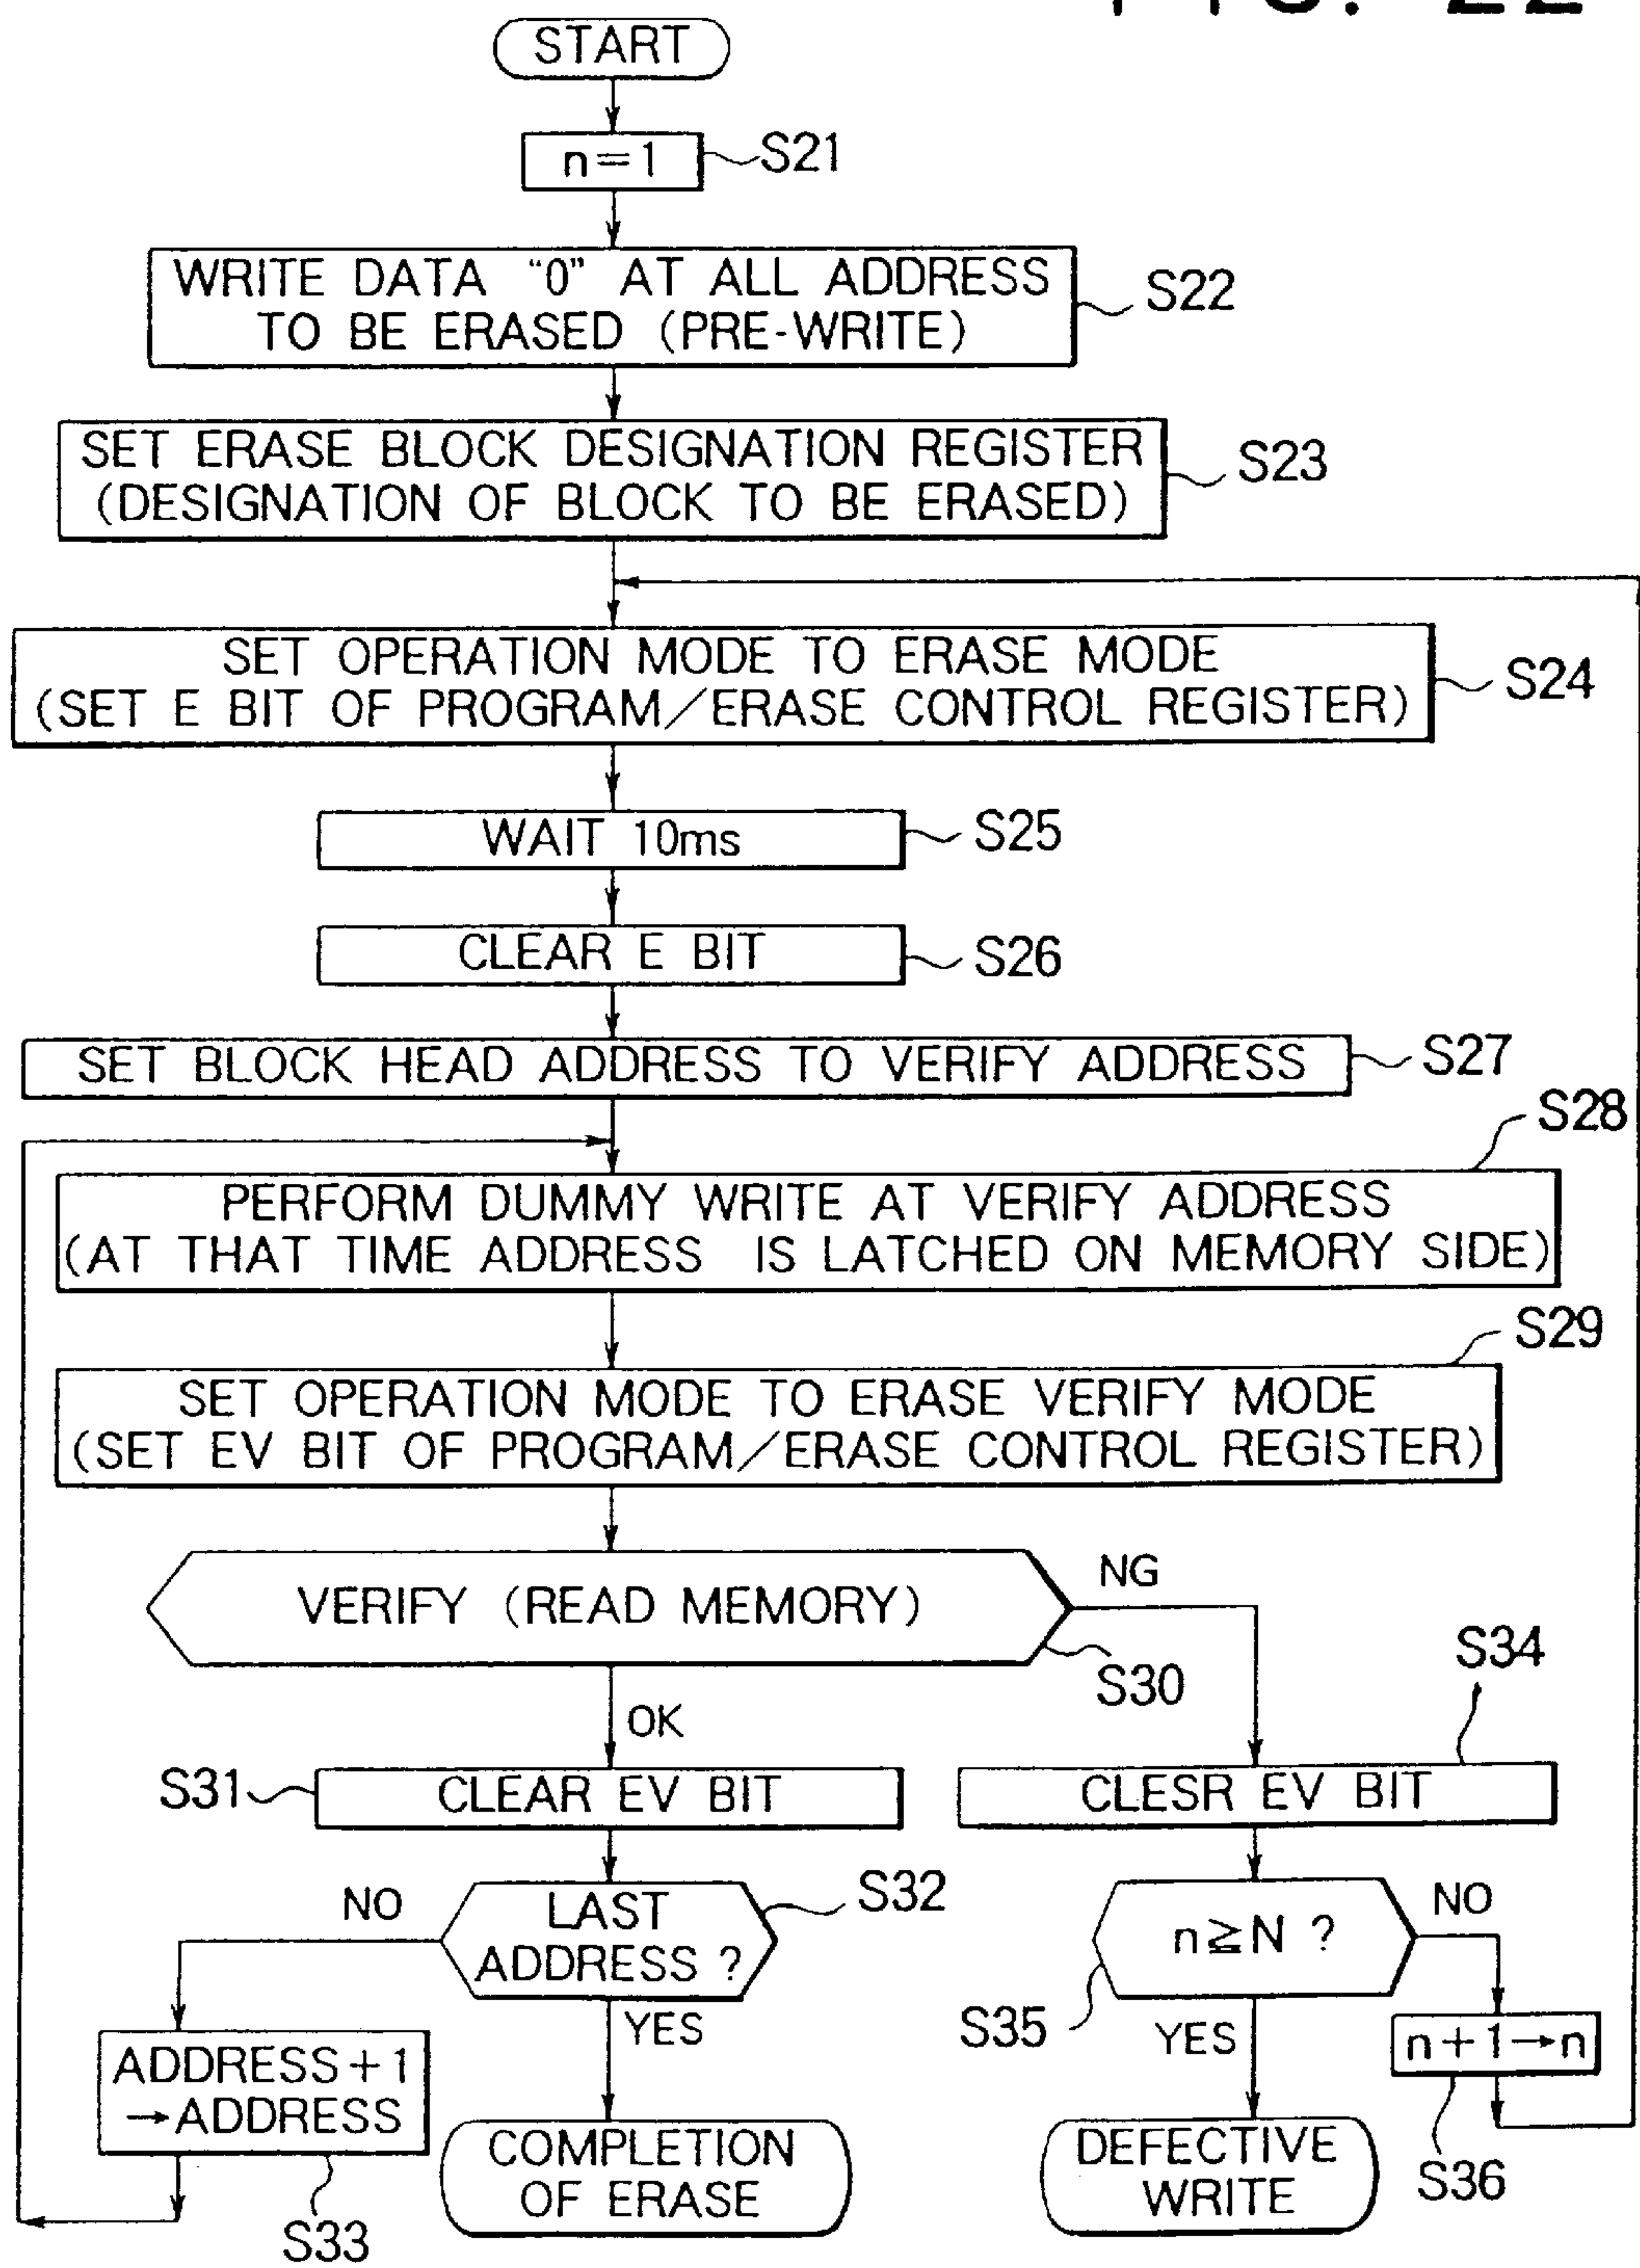 FIG. 22
START
n=1
S21
WRITE DATA "0" AT ALL ADDRESS
TO BE ERASED (PRE-WRITE)
S22
SET ERASE BLOCK DESIGNATION REGISTER
(DESIGNATION OF BLOCK TO BE ERASED)
S23
SET OPERATION MODE TO ERASE MODE
(SET E BIT OF PROGRAM/ERASE CONTROL REGISTER)
S24
WAIT 10ms
S25
CLEAR E BIT
S26
SET BLOCK HEAD ADDRESS TO VERIFY ADDRESS
S27
S28
PERFORM DUMMY WRITE AT VERIFY ADDRESS
(AT THAT TIME ADDRESS IS LATCHED ON MEMORY SIDE)
S29
SET OPERATION MODE TO ERASE VERIFY MODE
(SET EV BIT OF PROGRAM/ERASE CONTROL REGISTER)
VERIFY (READ MEMORY)
NG
S30
OK
S34
S31
CLEAR EV BIT
CLESR EV BIT
NO
LAST
ADDRESS ?
S32
n≧N ?
NO
S35
YES
YES
n+1→n
S36
ADDRESS+1
→ADDRESS
S33
COMPLETION
OF ERASE
DEFECTIVE
WRITE